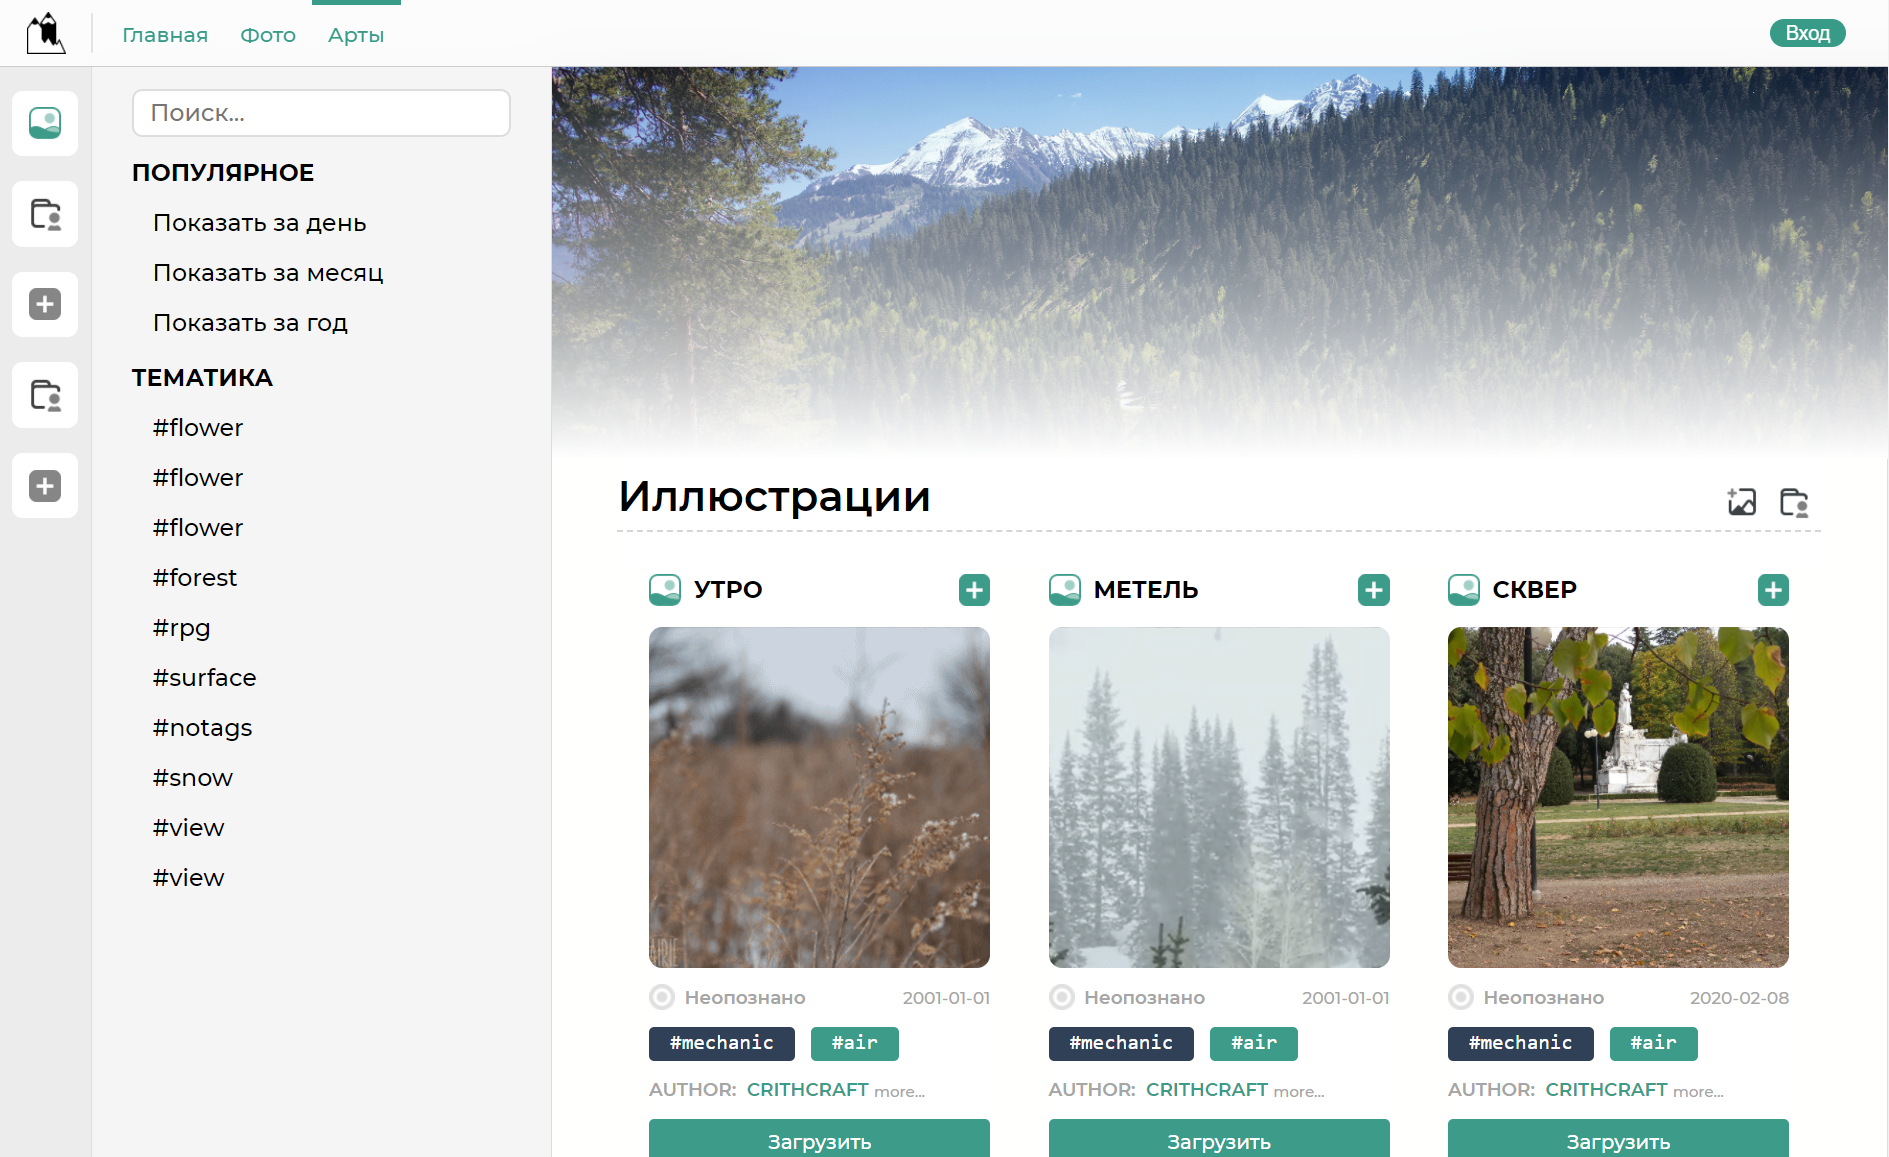 Главная Фото Арты Вход
Поиск...
ПОПУЛЯРНОЕ
Показать за день
Показать за месяц
Показать за год
ТЕМАТИКА
#flower
#flower
#flower
#forest
#rpg
#surface
#notags
#snow
#view
#view
Иллюстрации
УТРО
Неопознано 2001-01-01
#mechanic #air
AUTHOR: CRITHCRAFT more...
Загрузить
МЕТЕЛЬ
Неопознано 2001-01-01
#mechanic #air
AUTHOR: CRITHCRAFT more...
Загрузить
СКВЕР
Неопознано 2020-02-08
#mechanic #air
AUTHOR: CRITHCRAFT more...
Загрузить